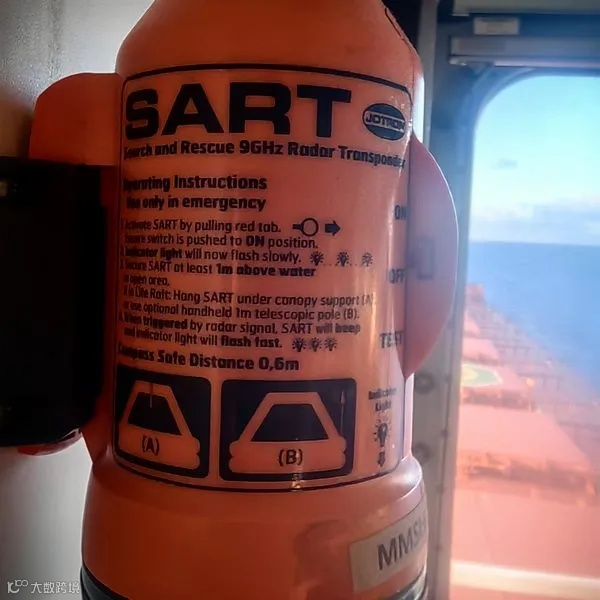 SART
JOTRON
Search and Rescue 9GHz Radar Transponder
Operating Instructions
Use only in emergency
1. Activate SART by pulling red tab.
Ensure switch is pushed to ON position.
2. Indicator light will now flash slowly.
3. Secure SART at least 1m above water
in open area.
If in Life Raft: Hang SART under canopy support (A)
or use optional handheld 1m telescopic pole (B).
4. When triggered by radar signal, SART will beep
and indicator light will flash fast.
Compass Safe Distance 0,6m
ON
OFF
TEST
Indicator
Light
(A)
(B)
MMSI
大数跨境